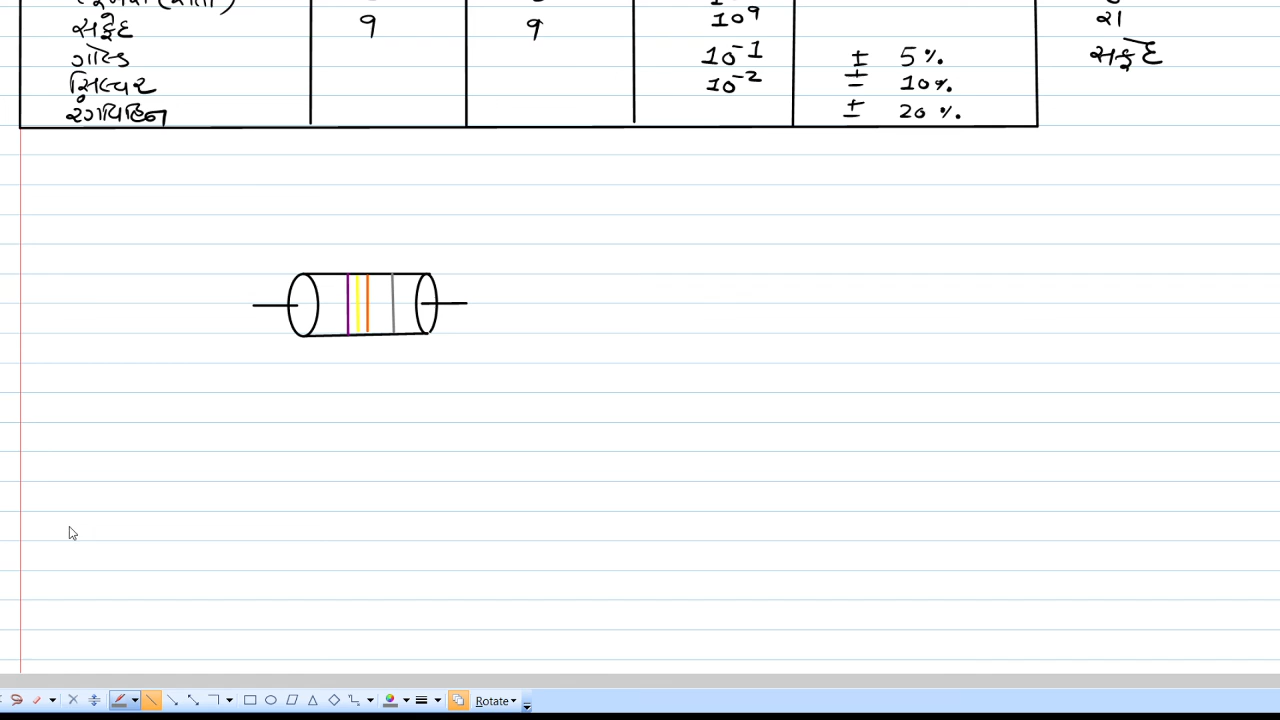 સફેદ 9 9 10⁹ રા
ગોલ્ડ 10⁻¹ ± 5 % સફેદ
સિલ્વર 10⁻² ± 10 %
રંગવિહિન ± 20 %
Rotate